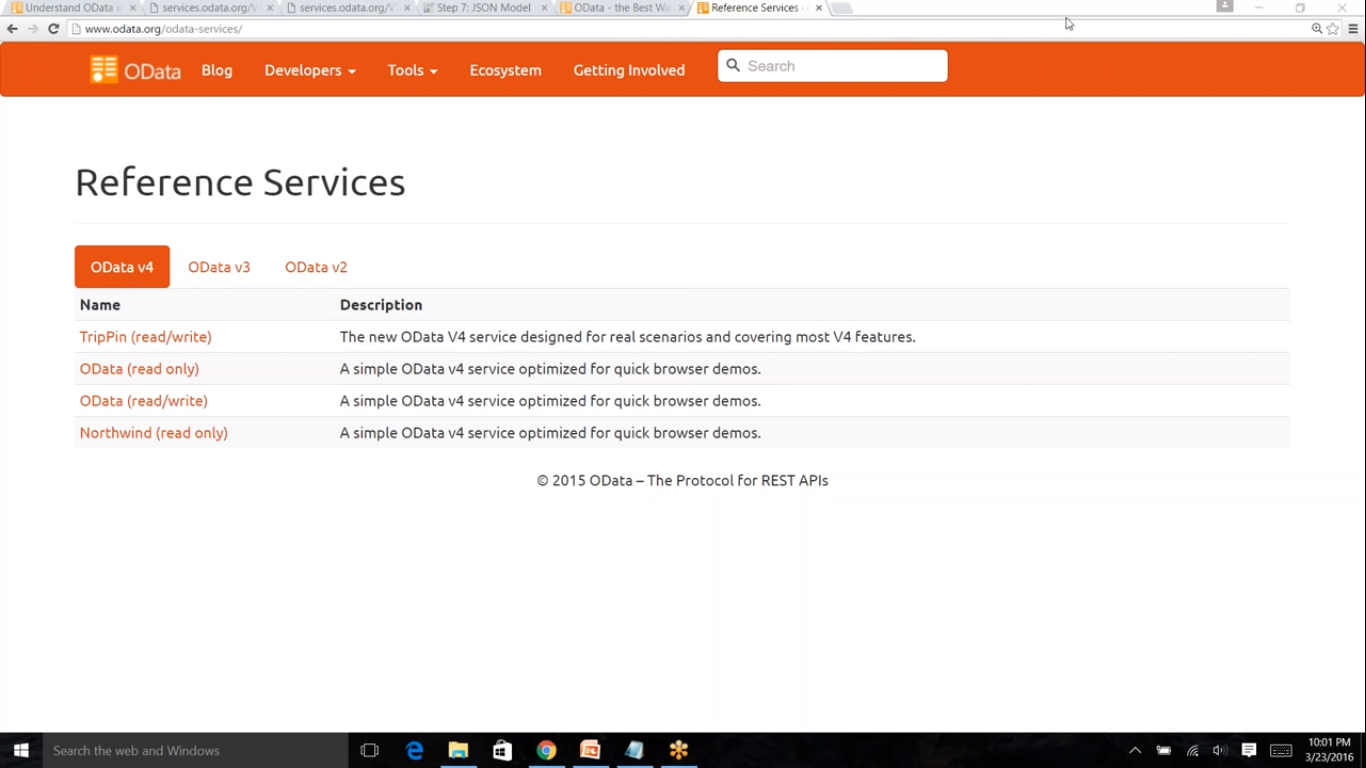 Understand OData in
services.odata.org/V
services.odata.org/V
Step 7: JSON Model
OData - the Best Wa
Reference Services -
www.odata.org/odata-services/
OData
Blog
Developers
Tools
Ecosystem
Getting Involved
Search
Reference Services
OData v4
OData v3
OData v2
Name Description
TripPin (read/write) The new OData V4 service designed for real scenarios and covering most V4 features.
OData (read only) A simple OData v4 service optimized for quick browser demos.
OData (read/write) A simple OData v4 service optimized for quick browser demos.
Northwind (read only) A simple OData v4 service optimized for quick browser demos.
© 2015 OData – The Protocol for REST APIs
Search the web and Windows
10:01 PM
3/23/2016